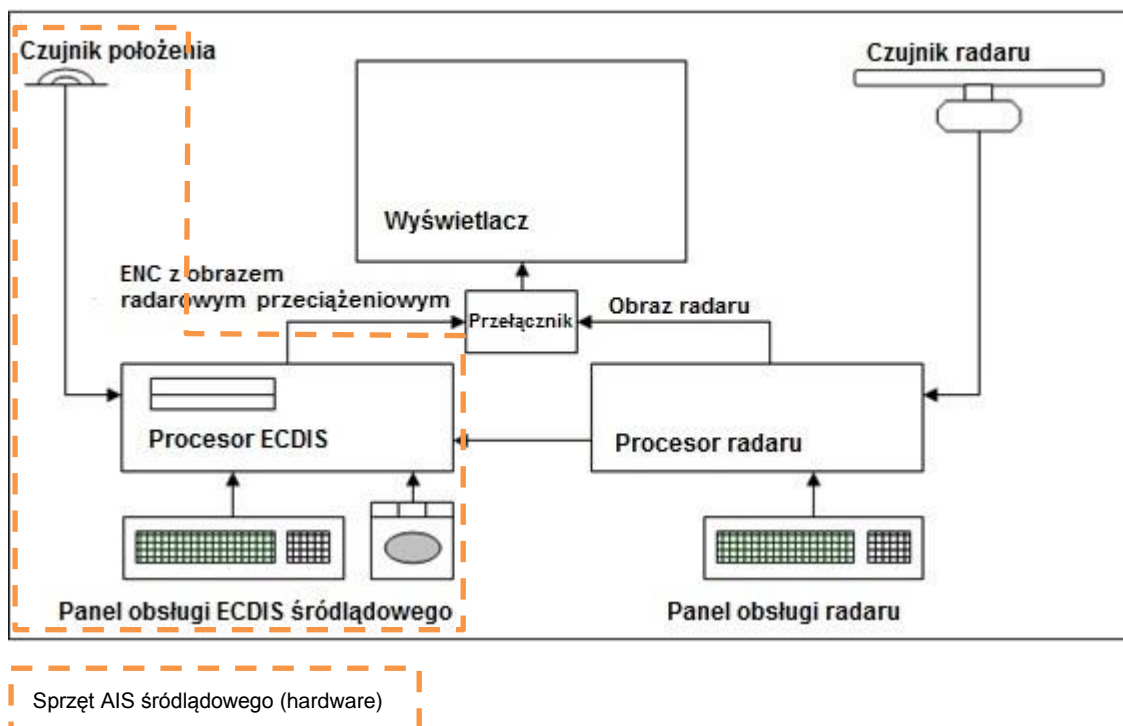 Czujnik położenia
Czujnik radaru
Wyświetlacz
ENC z obrazem
radarowym przeciążeniowym
Przełącznik
Obraz radaru
Procesor ECDIS
Procesor radaru
Panel obsługi ECDIS śródlądowego
Panel obsługi radaru
Sprzęt AIS śródlądowego (hardware)